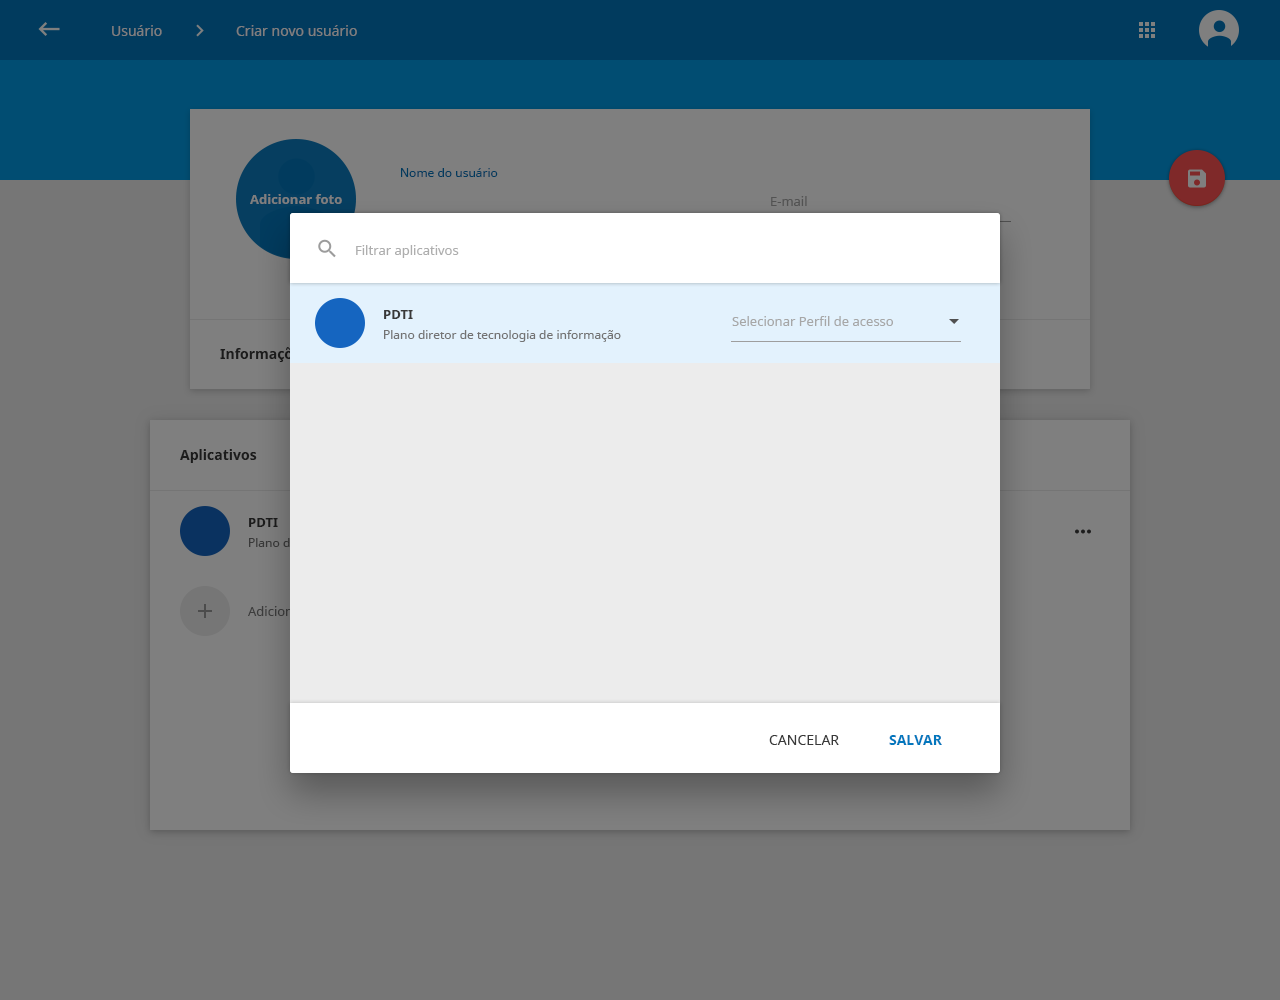 Usuário
Criar novo usuário
Adicionar foto
Nome do usuário
E-mail
Filtrar aplicativos
PDTI
Plano diretor de tecnologia de informação
Selecionar Perfil de acesso
Informaçõ
Aplicativos
PDTI
Plano d
Adicion
CANCELAR
SALVAR